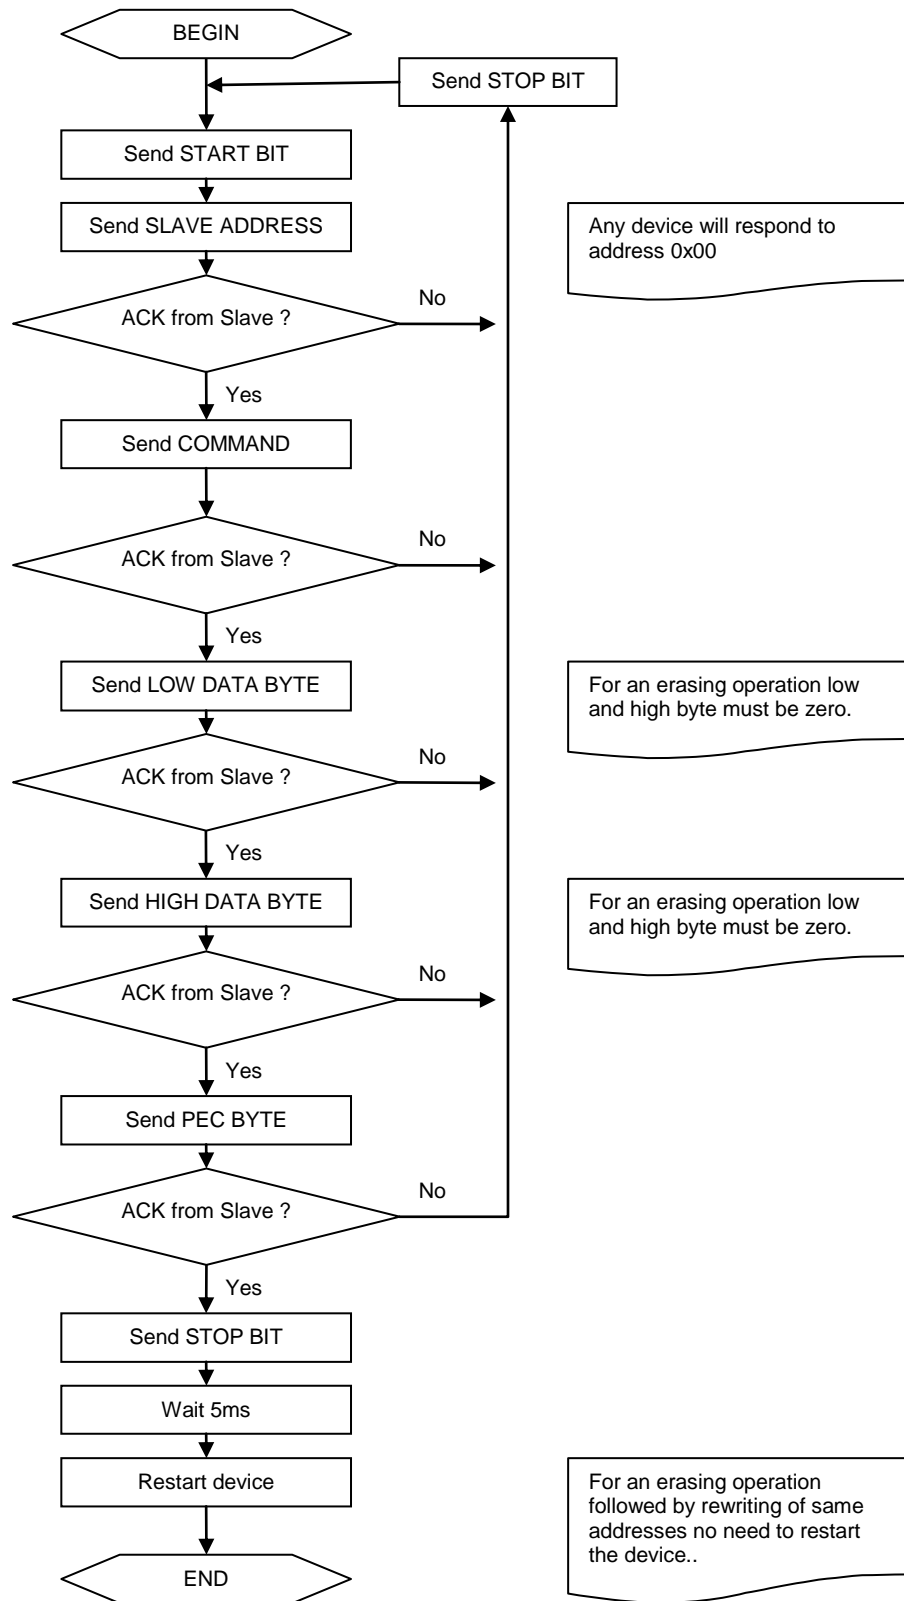 BEGIN
Send STOP BIT
Send START BIT
Send SLAVE ADDRESS
Any device will respond to
address 0x00
ACK from Slave ?
No
Yes
Send COMMAND
ACK from Slave ?
No
Yes
Send LOW DATA BYTE
For an erasing operation low
and high byte must be zero.
ACK from Slave ?
No
Yes
Send HIGH DATA BYTE
For an erasing operation low
and high byte must be zero.
ACK from Slave ?
No
Yes
Send PEC BYTE
ACK from Slave ?
No
Yes
Send STOP BIT
Wait 5ms
Restart device
For an erasing operation
followed by rewriting of same
addresses no need to restart
the device..
END